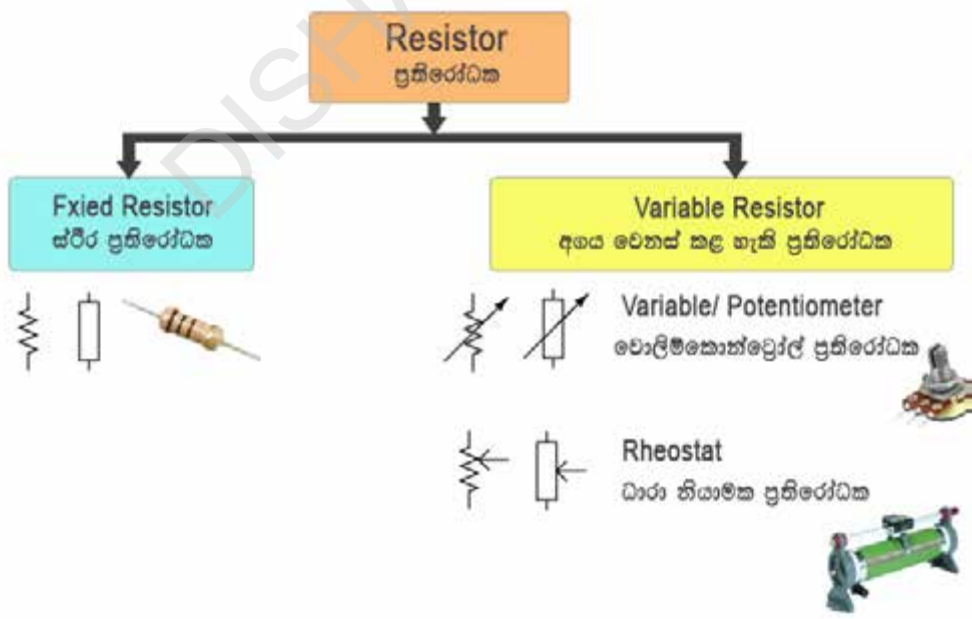 Resistor
ප්‍රතිරෝධක
Fxied Resistor
ස්ථිර ප්‍රතිරෝධක
Variable Resistor
අගය වෙනස් කළ හැකි ප්‍රතිරෝධක
Variable/ Potentiometer
වොලිම්කොන්ට්‍රෝල් ප්‍රතිරෝධක
Rheostat
ධාරා නියාමක ප්‍රතිරෝධක